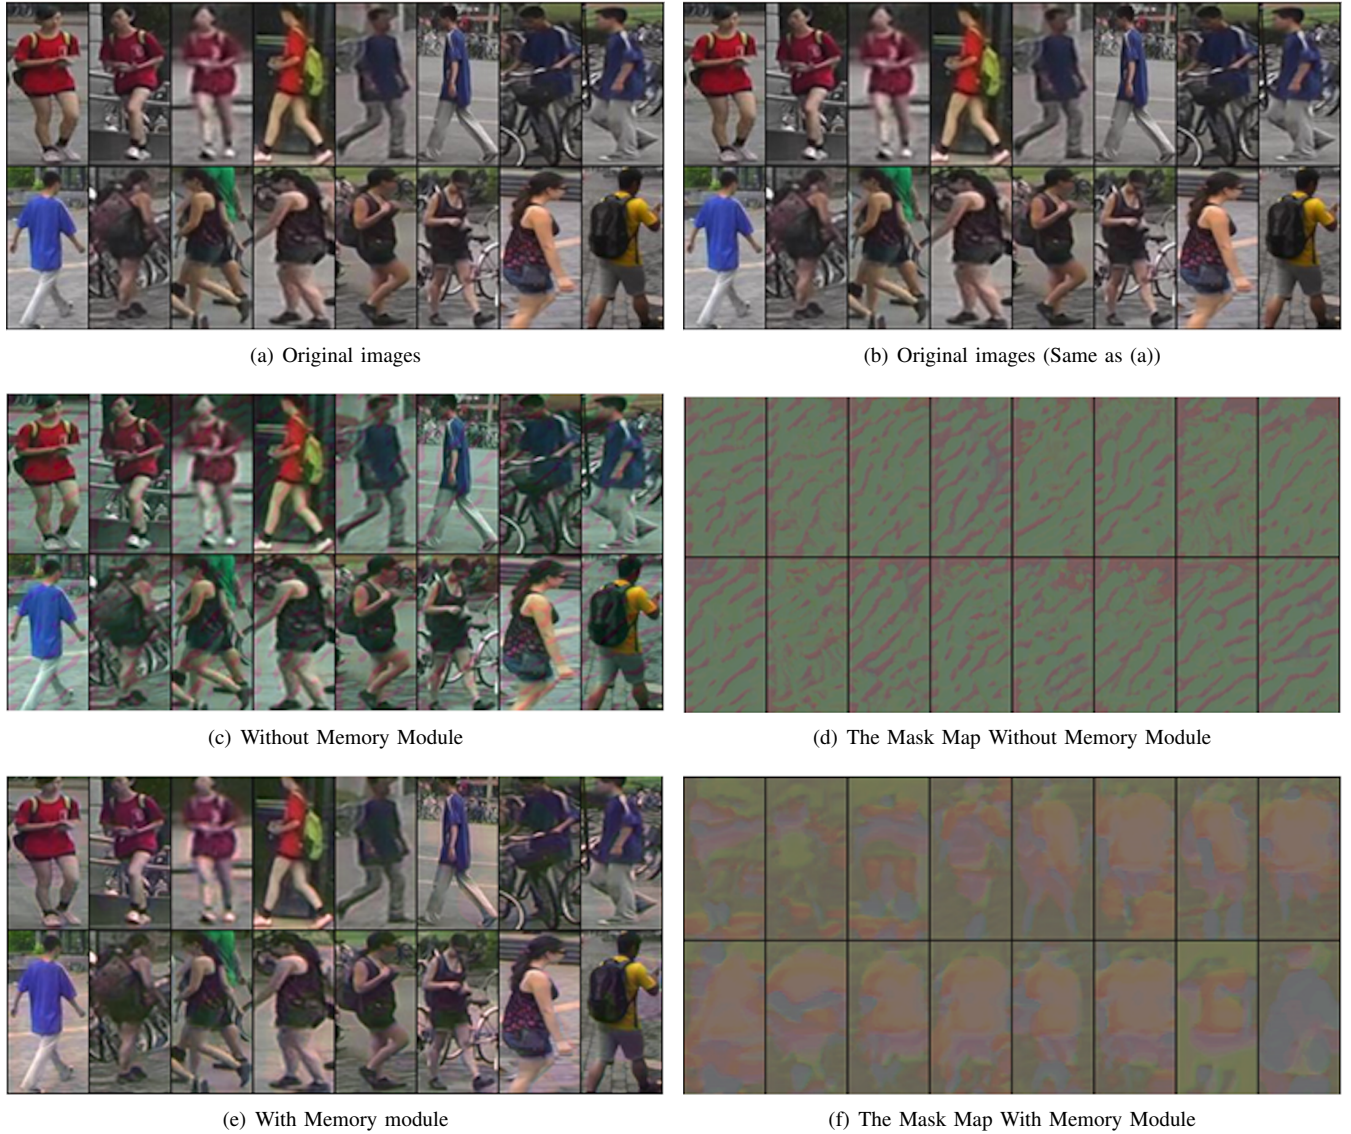 (a) Original images
(b) Original images (Same as (a))
(c) Without Memory Module
(d) The Mask Map Without Memory Module
(e) With Memory module
(f) The Mask Map With Memory Module